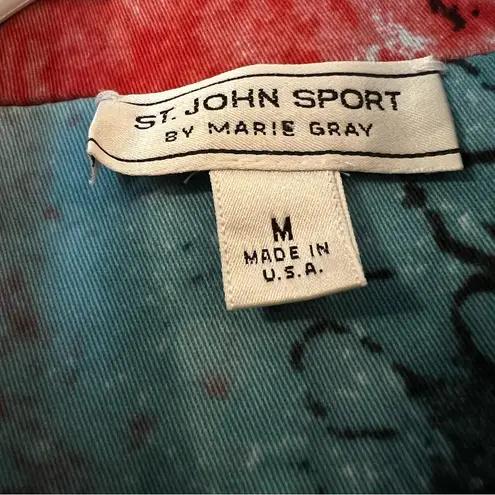 ST. JOHN SPORT
BY MARIE GRAY
M
MADE IN
U.S.A.